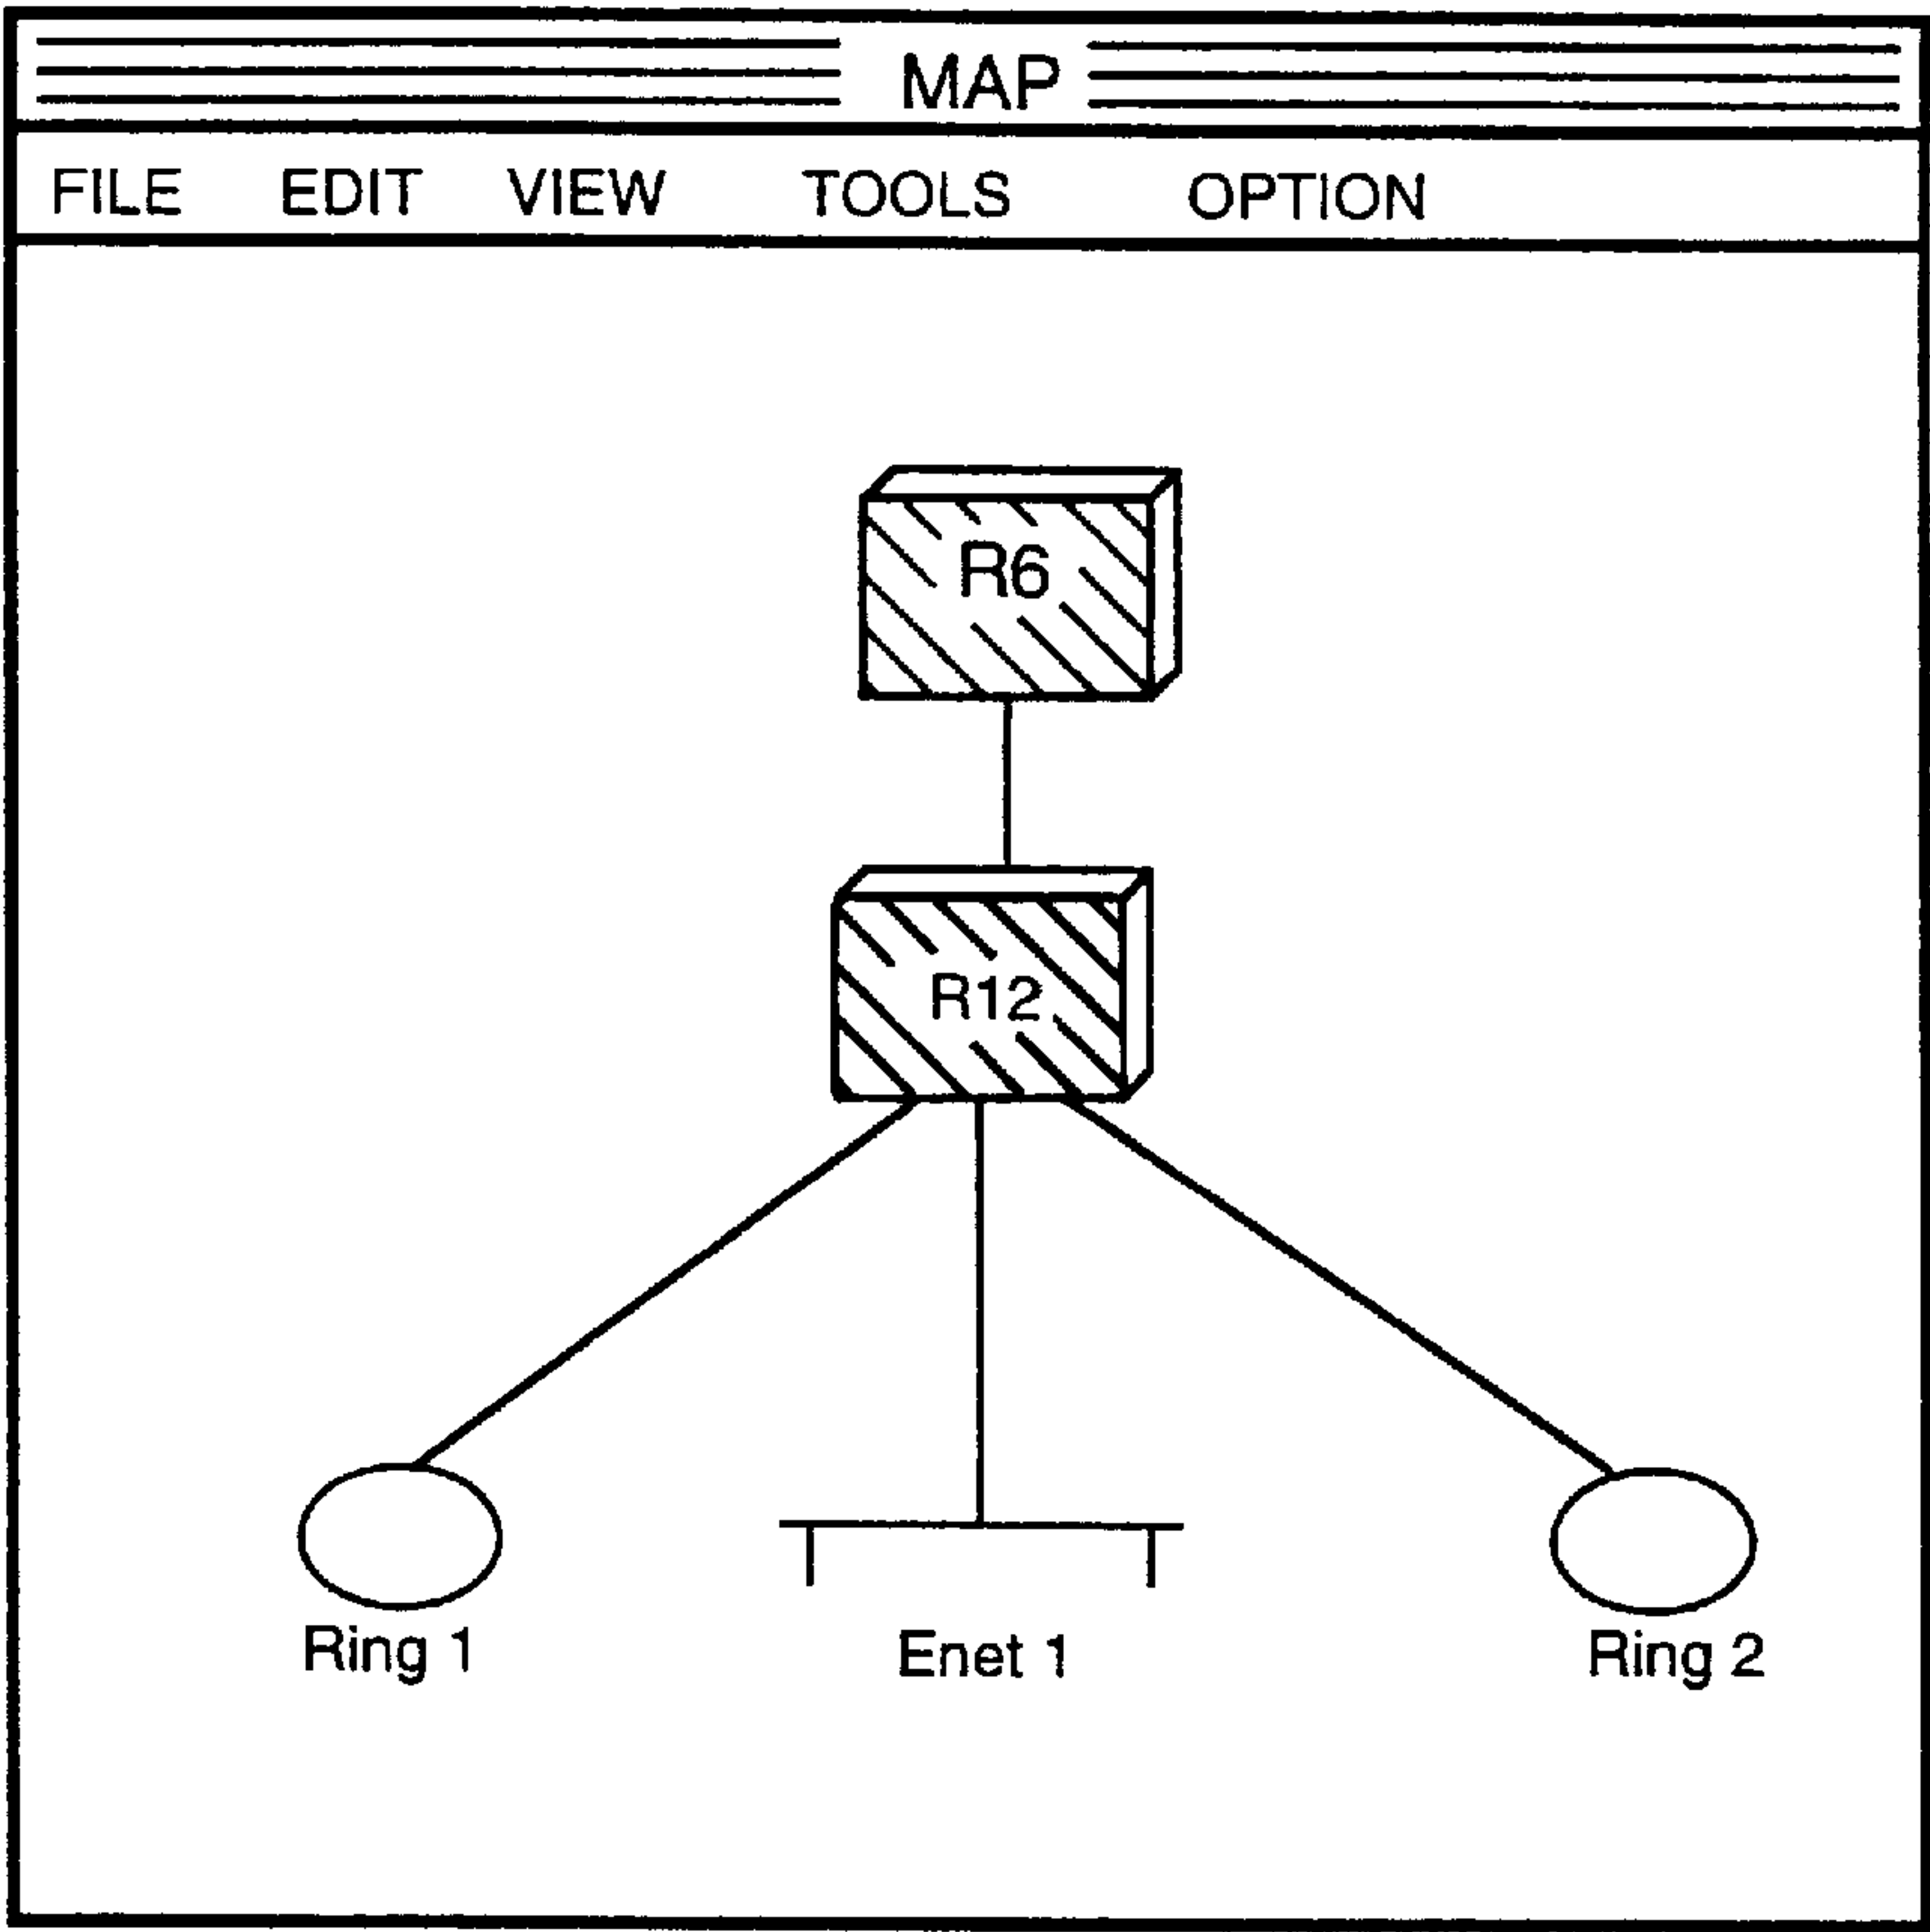 MAP
FILE EDIT VIEW TOOLS OPTION
R6
R12
Ring 1 Enet 1 Ring 2